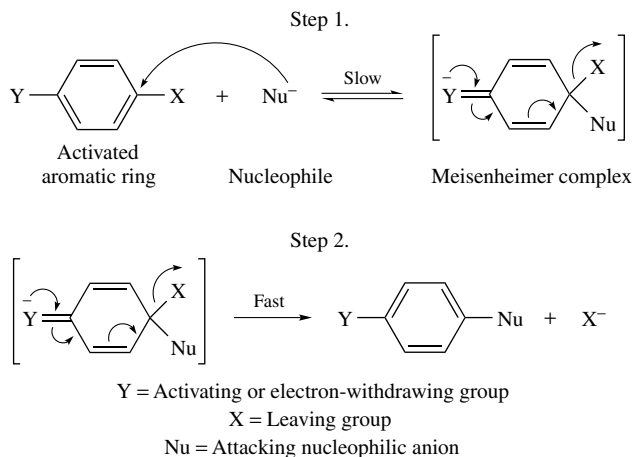 Step 1.
Y X + Nu⁻ Slow Y⁻ X Nu
Activated
aromatic ring Nucleophile Meisenheimer complex
Step 2.
Y⁻ X Nu Fast Y Nu + X⁻
Y = Activating or electron-withdrawing group
X = Leaving group
Nu = Attacking nucleophilic anion